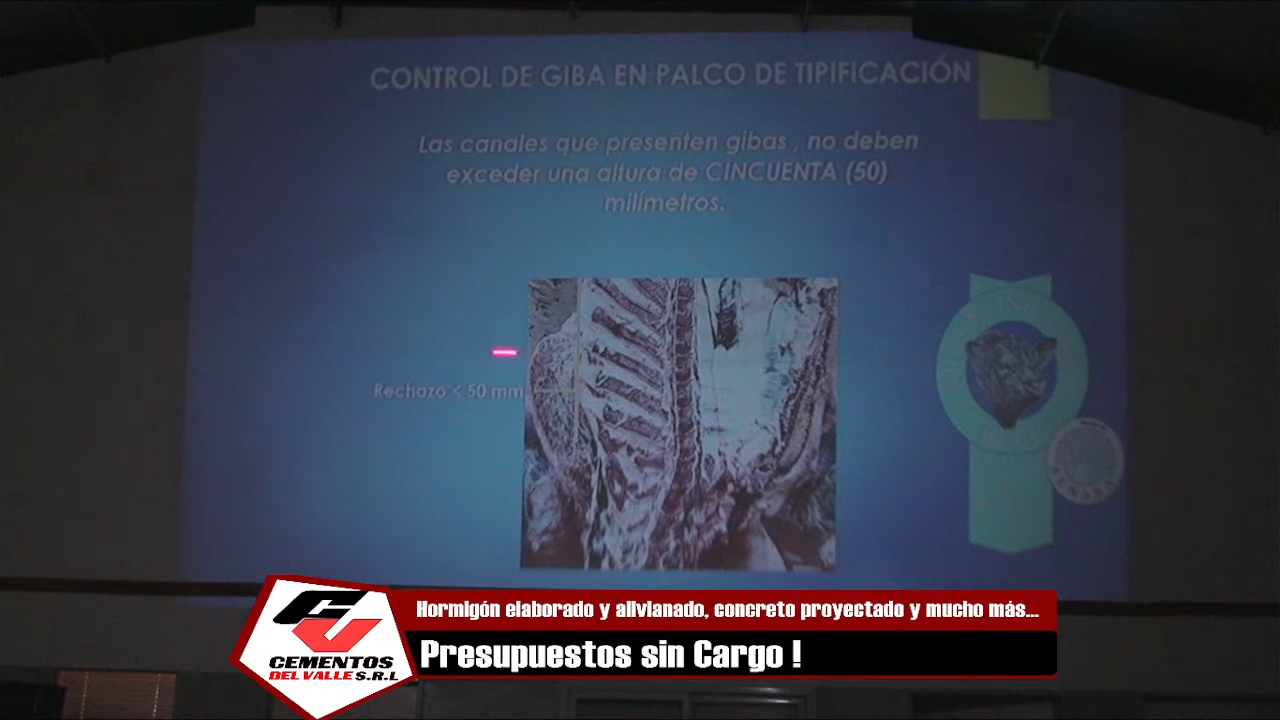 CONTROL DE GIBA EN PALCO DE TIPIFICACIÓN
Las canales que presenten gibas , no deben
exceder una altura de CINCUENTA (50)
milímetros.
Rechazo < 50 mm
SENASA
Hormigón elaborado y alivianado, concreto proyectado y mucho más...
Presupuestos sin Cargo !
CEMENTOS
DEL VALLE S.R.L